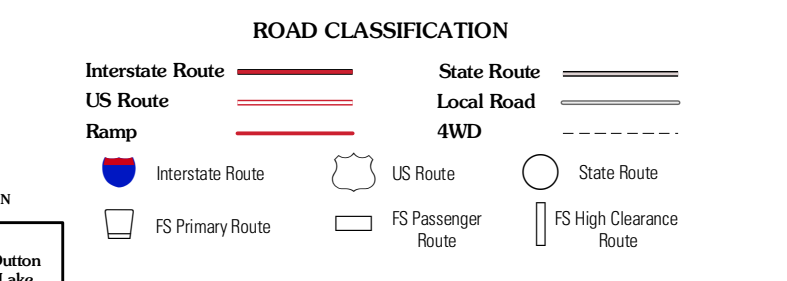 ROAD CLASSIFICATION
Interstate Route
State Route
US Route
Local Road
Ramp
4WD
Interstate Route
US Route
State Route
FS Primary Route
FS Passenger
Route
FS High Clearance
Route
N
Lake